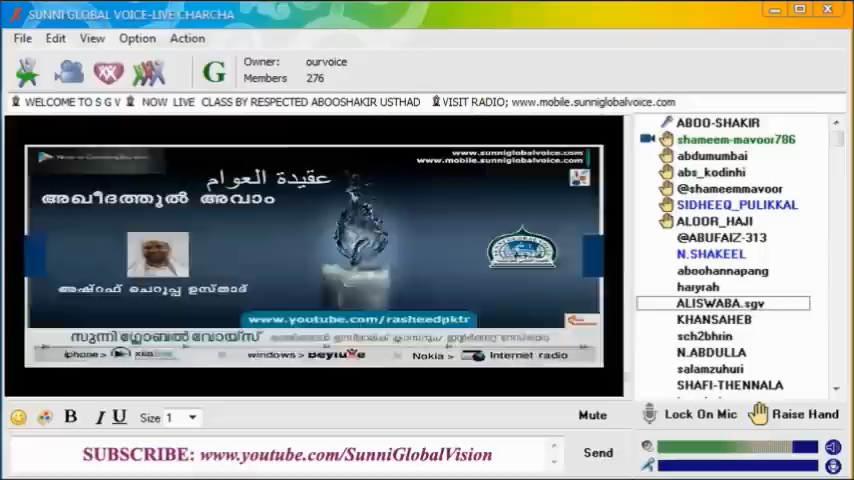 SUNNI GLOBAL VOICE-LIVE CHARCHA
File Edit View Option Action
G Owner: ourvoice
Members 276
WELCOME TO S G V NOW LIVE CLASS BY RESPECTED ABOOSHAKIR USTHAD VISIT RADIO; www.mobile.sunniglobalvoice.com
www.sunniglobalvoice.com
www.mobile.sunniglobalvoice.com
عقيدة العوام
അഖീദത്തുൽ അവാം
അഷ്റഫ് ചെറൂപ്പ ഉസ്താദ്
www.youtube.com/rasheedpktr
സുന്നി ഗ്ലോബൽ വോയ്സ്
iphone> windows> Beyluxe Nokia> Internet radio
ABOO-SHAKIR
shameem-mavoor786
abdumumbai
abs_kodinhi
@shameemmavoor
SIDHEEQ_PULIKKAL
ALOOR_HAJI
@ABUFAIZ-313
N.SHAKEEL
aboohannapang
haryrah
ALISWABA.sgv
KHANSAHEB
sch2bhrin
N.ABDULLA
salamzuhuri
SHAFI-THENNALA
B I U Size 1 Mute
Lock On Mic Raise Hand
SUBSCRIBE: www.youtube.com/SunniGlobalVision
Send